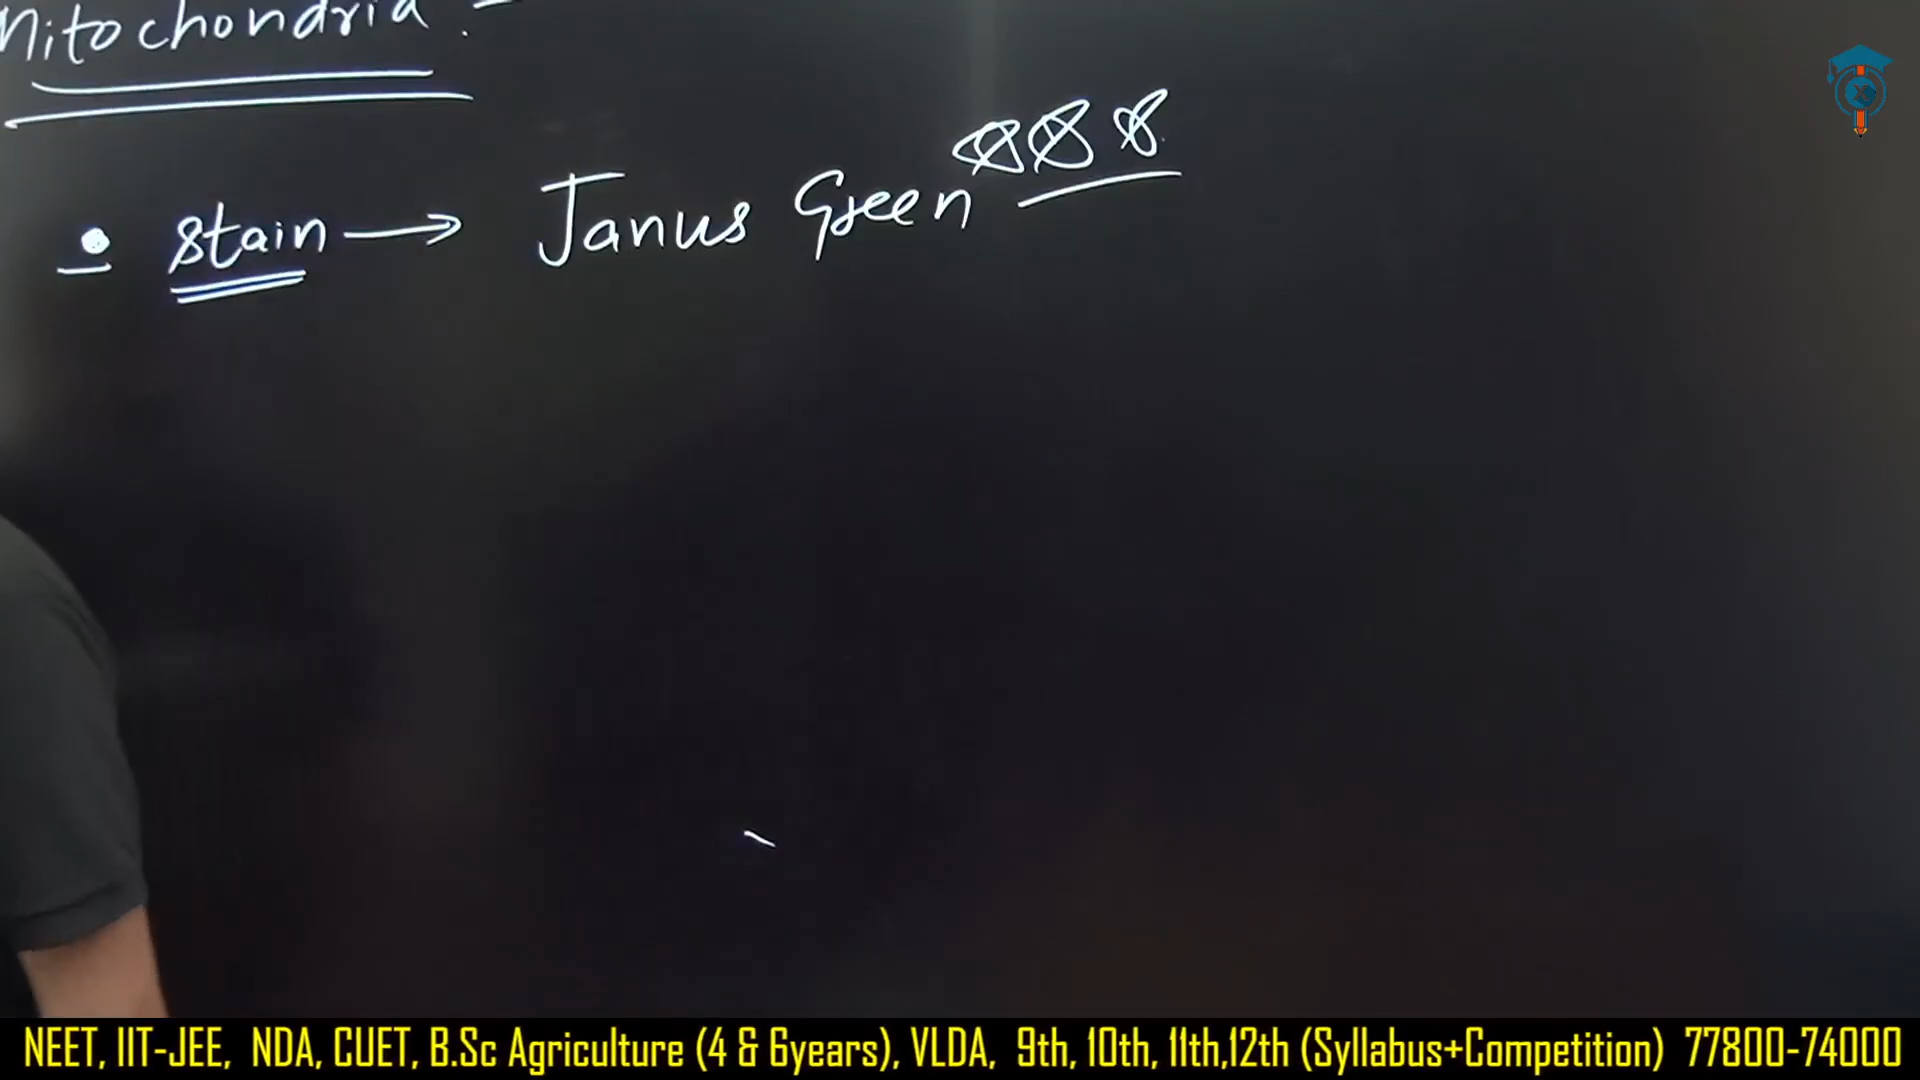 Mitochondria :-
• Stain → Janus Green
NEET, IIT-JEE, NDA, CUET, B.Sc Agriculture (4 & 6years), VLDA, 9th, 10th, 11th,12th (Syllabus+Competition) 77800-74000